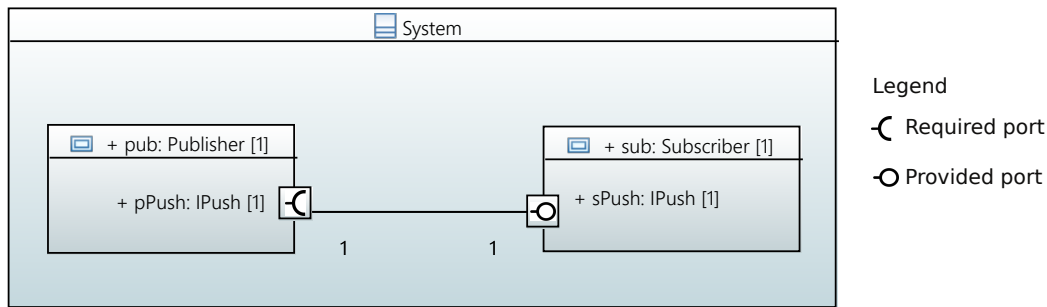 System
Legend
+ pub: Publisher [1]
+ sub: Subscriber [1]
Required port
Provided port
+ pPush: IPush [1]
+ sPush: IPush [1]
1
1